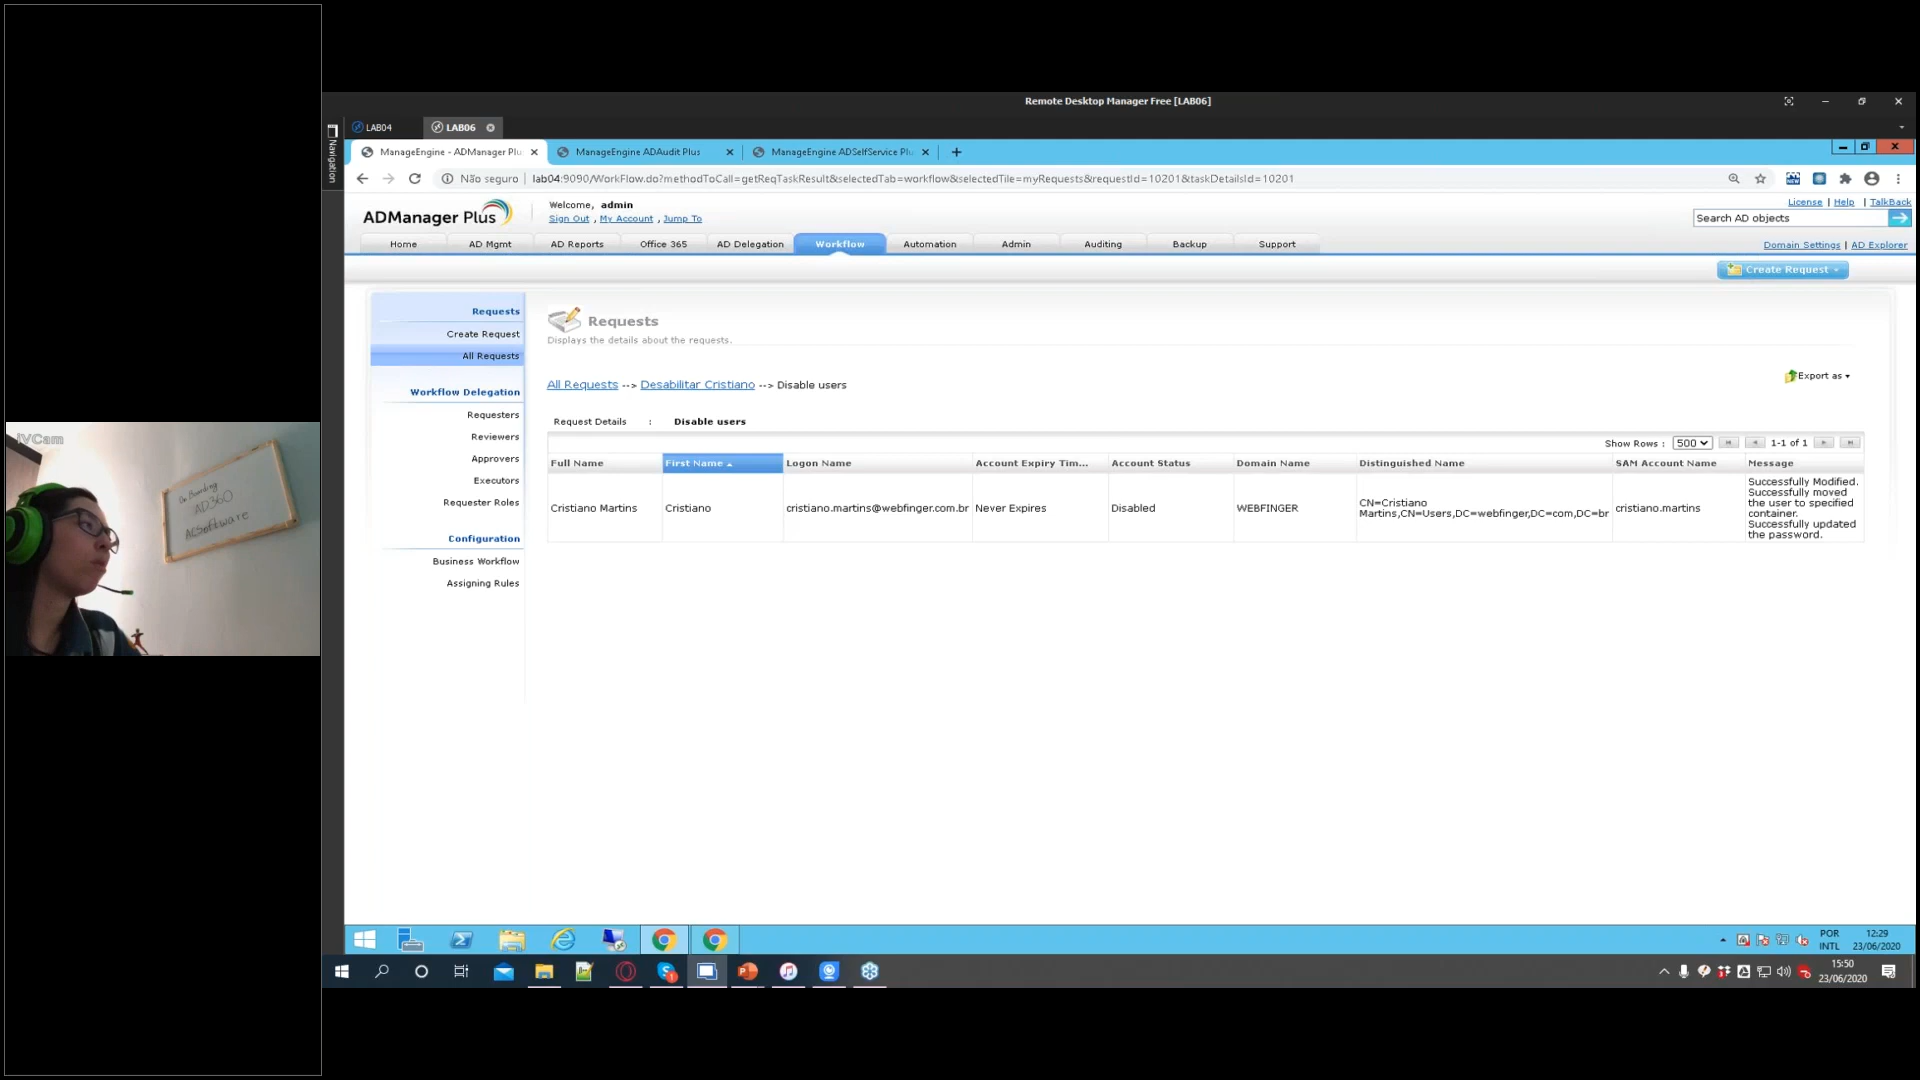 Remote Desktop Manager Free [LAB06]
LAB04
LAB06
Navigation
ManageEngine - ADManager Plu
ManageEngine ADAudit Plus
ManageEngine ADSelfService Plu
Não seguro
lab04:9090/WorkFlow.do?methodToCall=getReqTaskResult&selectedTab=workflow&selectedTile=myRequests&requestId=10201&taskDetailsId=10201
ADManager Plus
Welcome, admin
Sign Out , My Account , Jump To
License | Help | TalkBack
Search AD objects
Home
AD Mgmt
AD Reports
Office 365
AD Delegation
Workflow
Automation
Admin
Auditing
Backup
Support
Domain Settings | AD Explorer
Create Request
Requests
Create Request
All Requests
Workflow Delegation
Requesters
Reviewers
Approvers
Executors
Requester Roles
Configuration
Business Workflow
Assigning Rules
Requests
Displays the details about the requests.
All Requests --> Desabilitar Cristiano --> Disable users
Export as
Request Details : Disable users
Show Rows : 500 1-1 of 1
Full Name
First Name
Logon Name
Account Expiry Tim...
Account Status
Domain Name
Distinguished Name
SAM Account Name
Message
Cristiano Martins
Cristiano
cristiano.martins@webfinger.com.br
Never Expires
Disabled
WEBFINGER
CN=Cristiano
Martins,CN=Users,DC=webfinger,DC=com,DC=br
cristiano.martins
Successfully Modified.
Successfully moved
the user to specified
container.
Successfully updated
the password.
iVCam
On Boarding
AD360
ACSoftware
POR
INTL
12:29
23/06/2020
15:50
23/06/2020